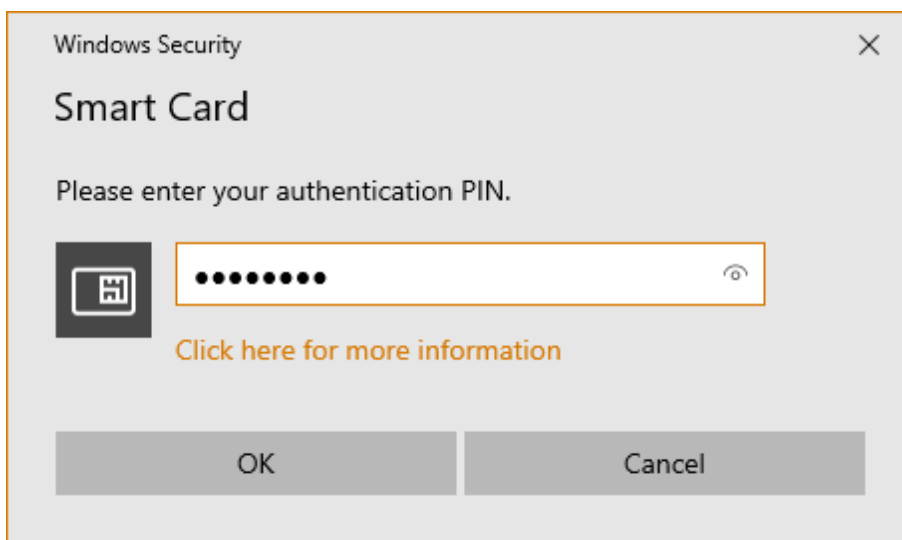 Windows Security
Smart Card
Please enter your authentication PIN.
••••••••
Click here for more information
OK
Cancel